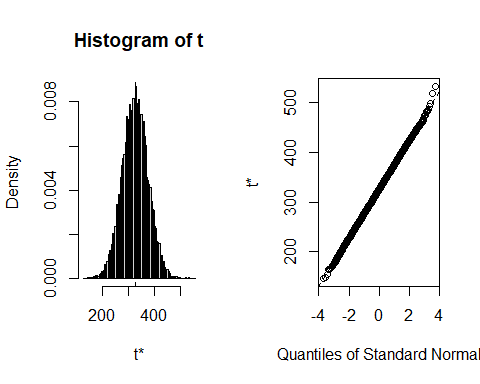 Histogram of t
Density
0.000
0.004
0.008
200
400
t*
t*
200
300
400
500
-4
-2
0
2
4
Quantiles of Standard Normal